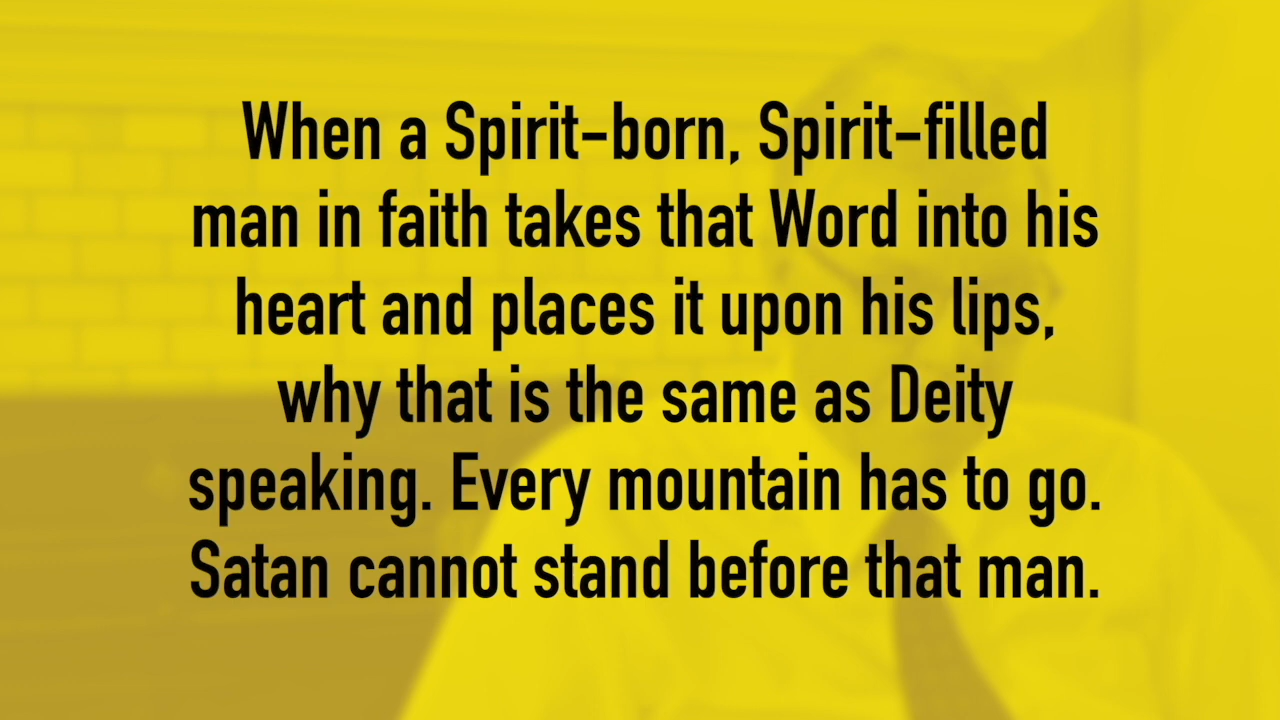 When a Spirit-born, Spirit-filled
man in faith takes that Word into his
heart and places it upon his lips,
why that is the same as Deity
speaking. Every mountain has to go.
Satan cannot stand before that man.